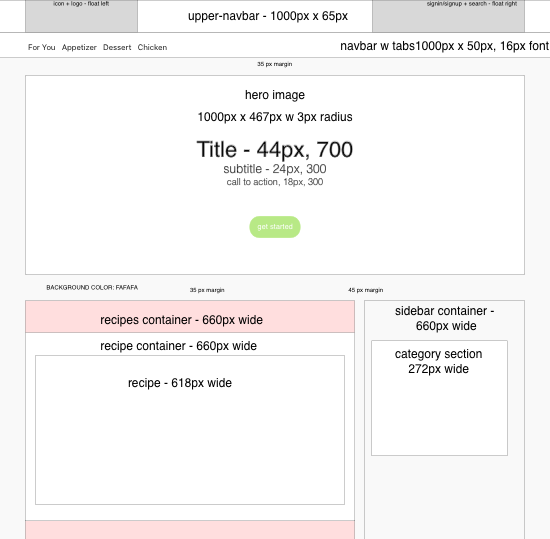 icon + logo - float left
upper-navbar - 1000px x 65px
signin/signup + search - float right
For You Appetizer Dessert Chicken
navbar w tabs1000px x 50px, 16px font
35 px margin
hero image
1000px x 467px w 3px radius
Title - 44px, 700
subtitle - 24px, 300
call to action, 18px, 300
get started
BACKGROUND COLOR: FAFAFA
35 px margin
45 px margin
recipes container - 660px wide
sidebar container -
660px wide
recipe container - 660px wide
category section
272px wide
recipe - 618px wide